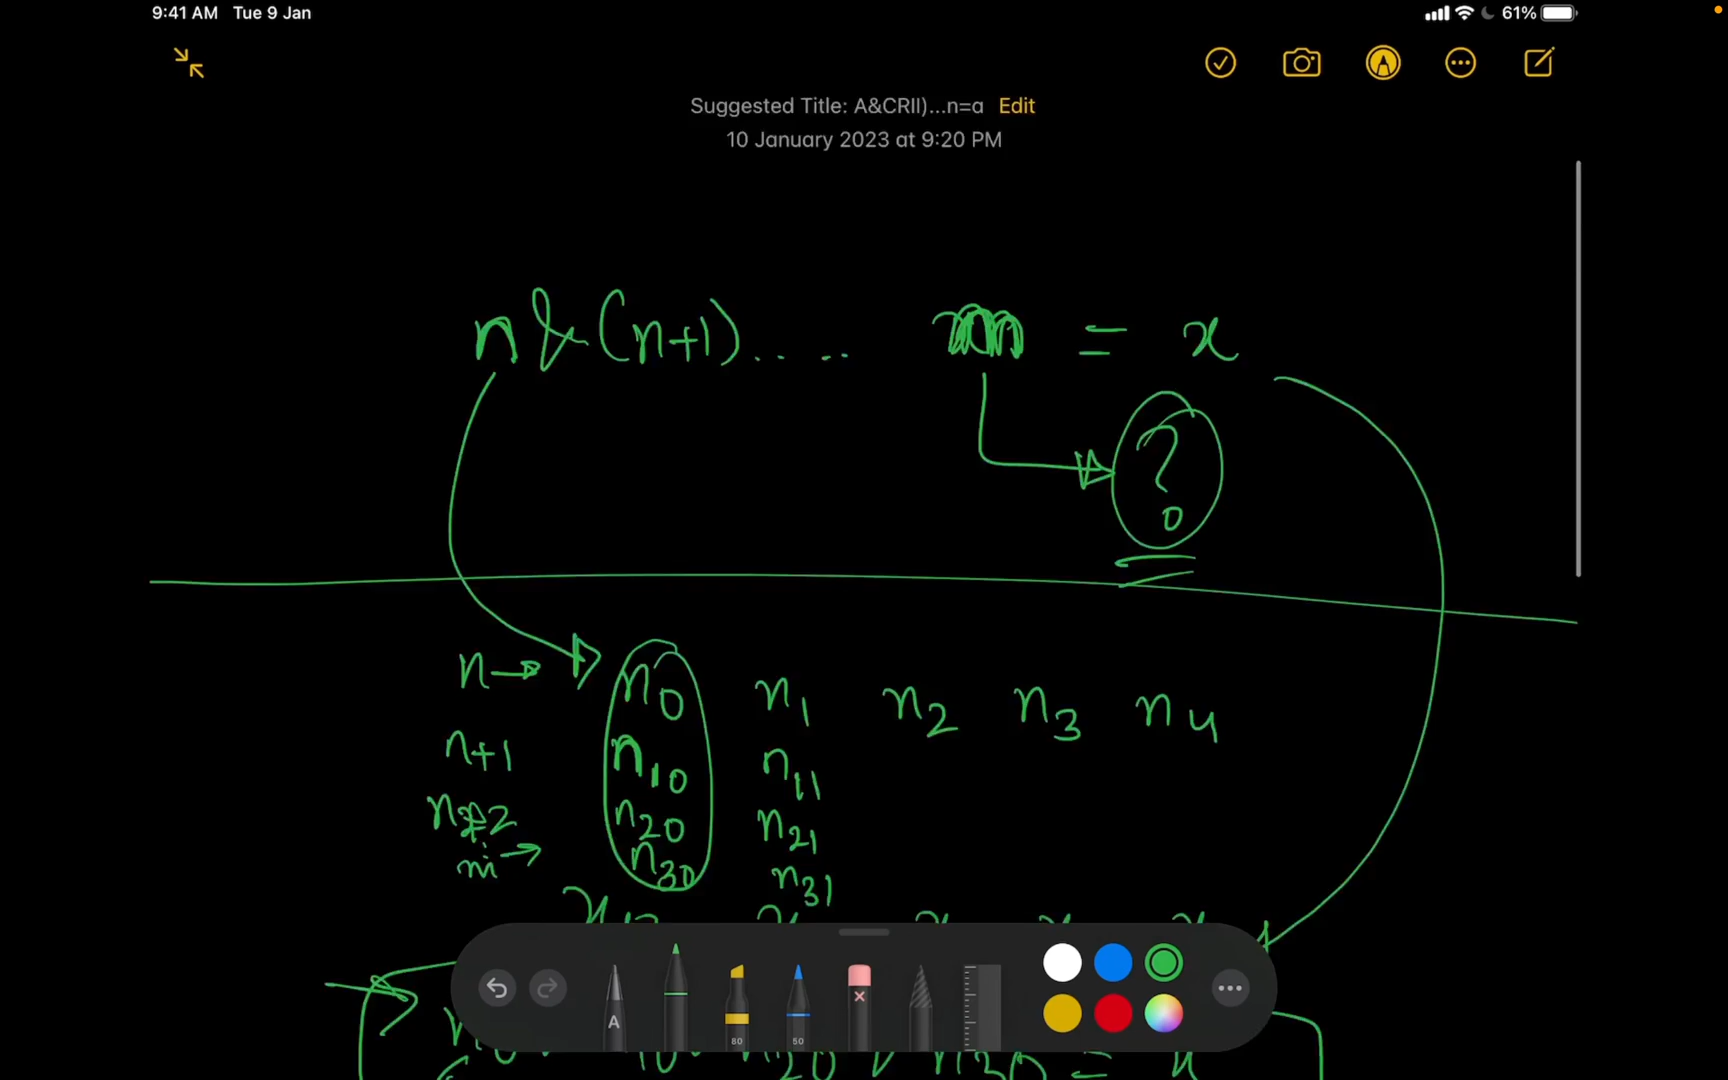 9:41 AM Tue 9 Jan
61%
Suggested Title: A&CRII)...n=a Edit
10 January 2023 at 9:20 PM
n&(n+1)..... = x
?
n→ n0 n1 n2 n3 n4
n+1 n10 n11
n+2 n20 n21
n30 n31
A
80
50